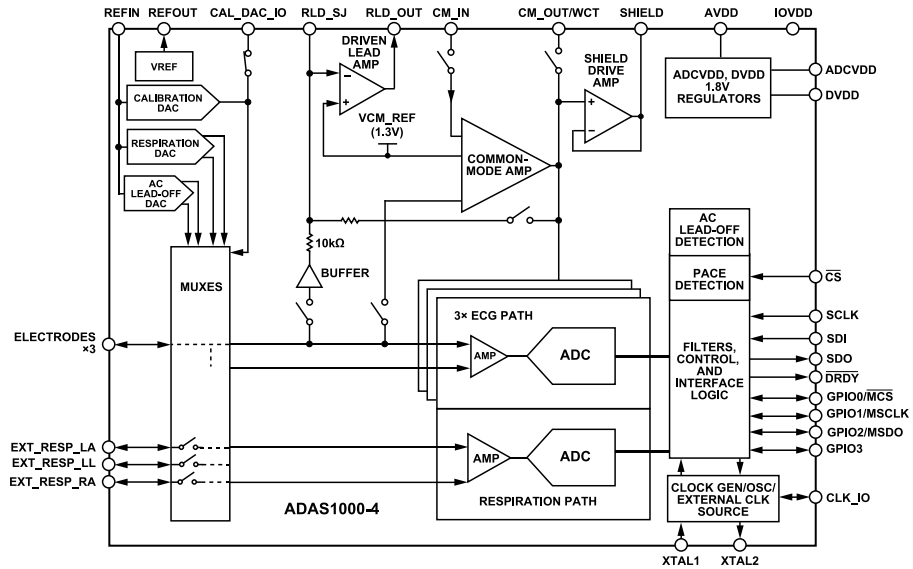 REFIN REFOUT CAL_DAC_IO RLD_SJ RLD_OUT CM_IN CM_OUT/WCT SHIELD AVDD IOVDD
VREF
CALIBRATION
DAC
RESPIRATION
DAC
AC
LEAD-OFF
DAC
DRIVEN
LEAD
AMP
–
+
VCM_REF
(1.3V)
COMMON-
MODE AMP
SHIELD
DRIVE
AMP
+
–
ADCVDD, DVDD
1.8V
REGULATORS
ADCVDD
DVDD
10kΩ
BUFFER
MUXES
AC
LEAD-OFF
DETECTION
PACE
DETECTION
FILTERS,
CONTROL,
AND
INTERFACE
LOGIC
3× ECG PATH
AMP
ADC
AMP
ADC
RESPIRATION PATH
ELECTRODES
×3
EXT_RESP_LA
EXT_RESP_LL
EXT_RESP_RA
ADAS1000-4
C̅S̅
SCLK
SDI
SDO
D̅R̅D̅Y̅
GPIO0/M̅C̅S̅
GPIO1/MSCLK
GPIO2/MSDO
GPIO3
CLOCK GEN/OSC/
EXTERNAL CLK
SOURCE
CLK_IO
XTAL1 XTAL2